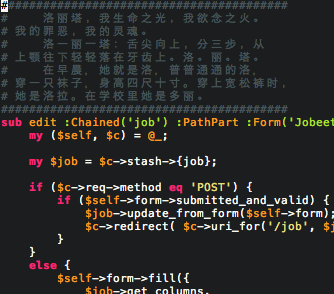 ######################################
#    洛丽塔，我生命之光，我欲念之火。
# 我的罪恶，我的灵魂。
#    洛一丽一塔：舌尖向上，分三步，从
# 上颚往下轻轻落在牙齿上。洛。丽。塔。
#    在早晨，她就是洛，普普通通的洛，
# 穿一只袜子，身高四尺十寸。穿上宽松裤时，
# 她是洛拉。在学校里她是多丽。
######################################
sub edit :Chained('job') :PathPart :Form('Jobeet
my ($self, $c) = @_;
my $job = $c->stash->{job};
if ($c->req->method eq 'POST') {
if ($self->form->submitted_and_valid) {
$job->update_from_form($self->form);
$c->redirect( $c->uri_for('/job', $j
}
}
else {
$self->form->fill({
$job->get_columns,